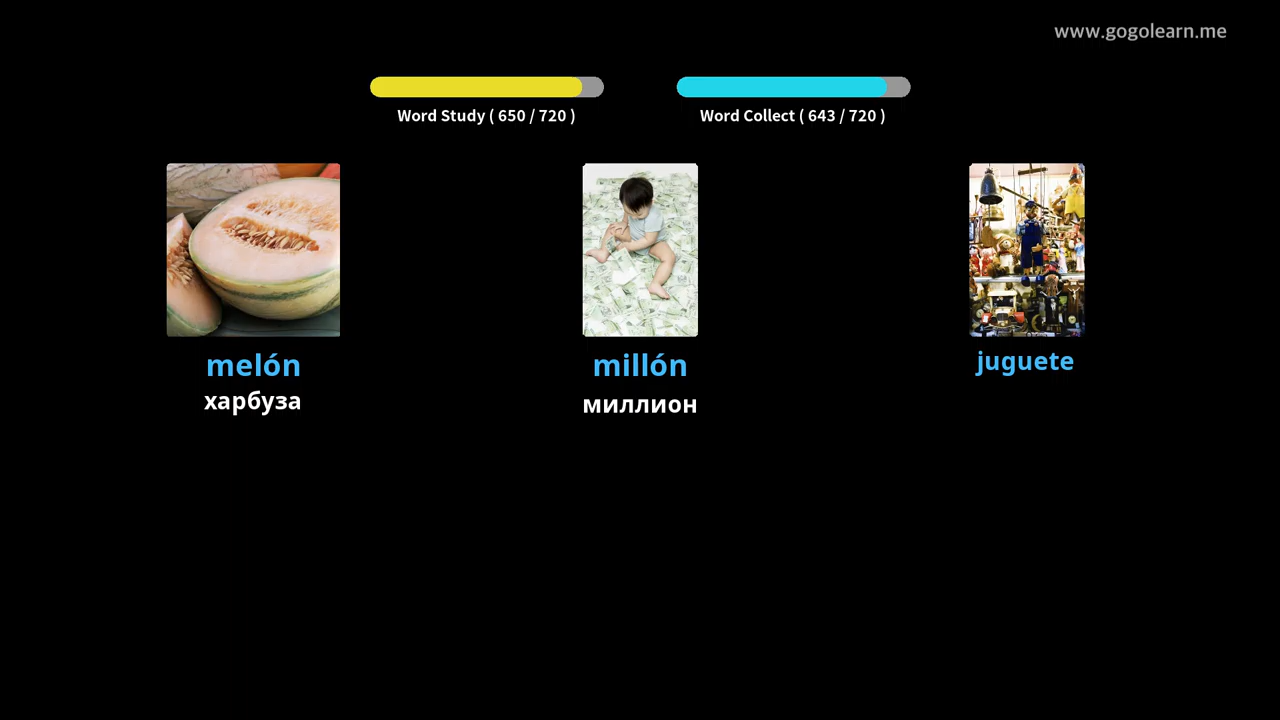 www.gogolearn.me
Word Study ( 650 / 720 )
Word Collect ( 643 / 720 )
melón
харбуза
millón
миллион
juguete